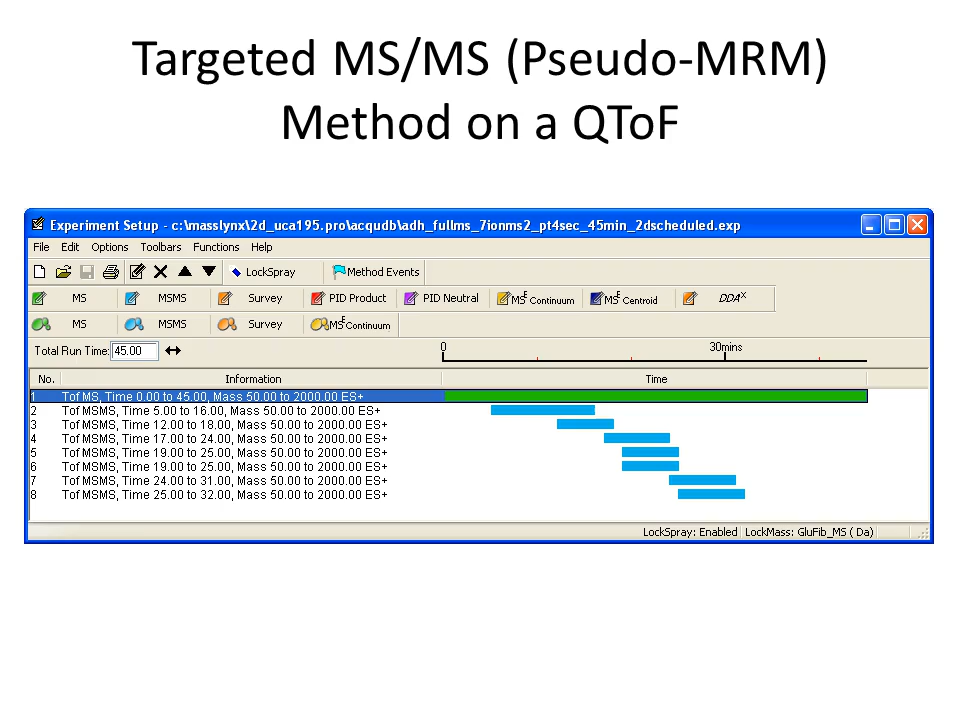 Targeted MS/MS (Pseudo-MRM)
Method on a QToF
Experiment Setup - c:\masslynx\2d_uca195.pro\acqudb\adh_fullms_7ionms2_pt4sec_45min_2dscheduled.exp
File Edit Options Toolbars Functions Help
LockSpray Method Events
MS MSMS Survey PID Product PID Neutral MSE Continuum MSE Centroid DDAX
MS MSMS Survey MSE Continuum
Total Run Time: 45.00 0 30mins
No. Information Time
1 Tof MS, Time 0.00 to 45.00, Mass 50.00 to 2000.00 ES+
2 Tof MSMS, Time 5.00 to 16.00, Mass 50.00 to 2000.00 ES+
3 Tof MSMS, Time 12.00 to 18.00, Mass 50.00 to 2000.00 ES+
4 Tof MSMS, Time 17.00 to 24.00, Mass 50.00 to 2000.00 ES+
5 Tof MSMS, Time 19.00 to 25.00, Mass 50.00 to 2000.00 ES+
6 Tof MSMS, Time 19.00 to 25.00, Mass 50.00 to 2000.00 ES+
7 Tof MSMS, Time 24.00 to 31.00, Mass 50.00 to 2000.00 ES+
8 Tof MSMS, Time 25.00 to 32.00, Mass 50.00 to 2000.00 ES+
LockSpray: Enabled LockMass: GluFib_MS ( Da)